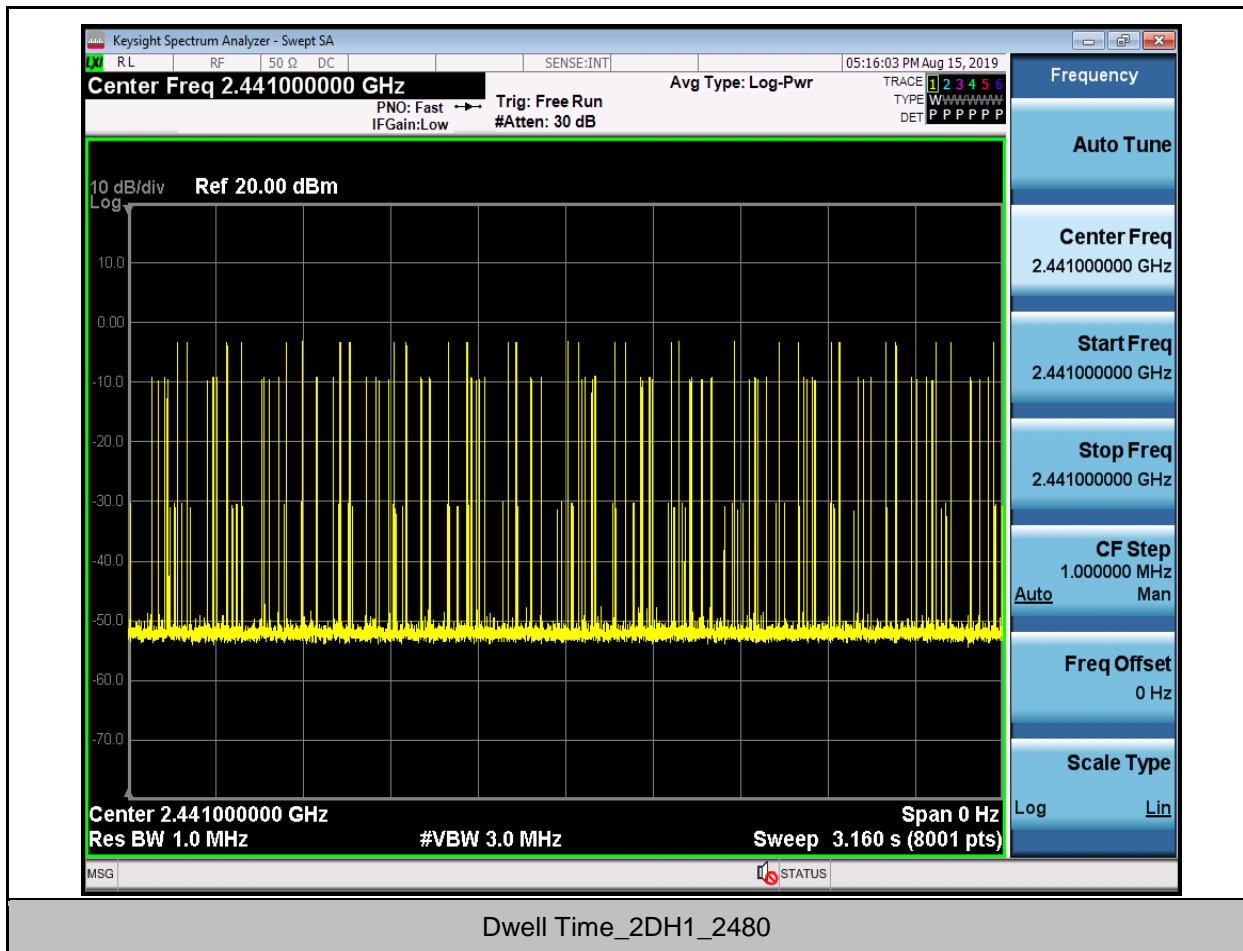 Keysight Spectrum Analyzer - Swept SA
LXI RL RF 50 Ω DC SENSE:INT 05:16:03 PM Aug 15, 2019
Center Freq 2.441000000 GHz Avg Type: Log-Pwr TRACE 1 2 3 4 5 6
PNO: Fast Trig: Free Run TYPE WWWWWWW
IFGain:Low #Atten: 30 dB DET P P P P P P
10 dB/div Ref 20.00 dBm
Log
10.0
0.00
-10.0
-20.0
-30.0
-40.0
-50.0
-60.0
-70.0
Center 2.441000000 GHz Span 0 Hz
Res BW 1.0 MHz #VBW 3.0 MHz Sweep 3.160 s (8001 pts)
MSG STATUS
Frequency
Auto Tune
Center Freq
2.441000000 GHz
Start Freq
2.441000000 GHz
Stop Freq
2.441000000 GHz
CF Step
1.000000 MHz
Auto Man
Freq Offset
0 Hz
Scale Type
Log Lin
Dwell Time_2DH1_2480